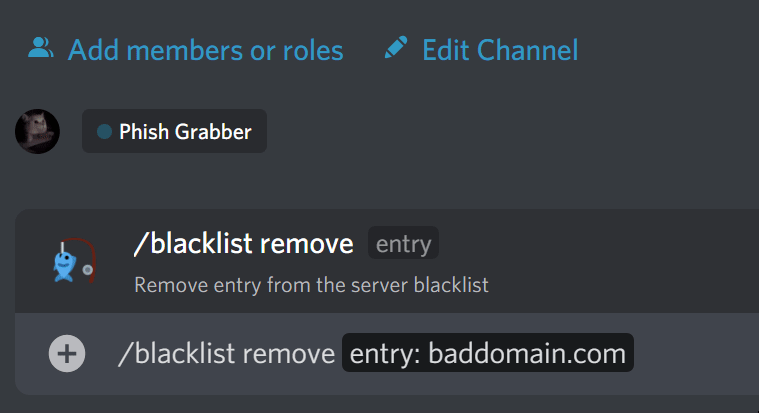 Add members or roles Edit Channel
Phish Grabber
/blacklist remove entry
Remove entry from the server blacklist
/blacklist remove entry: baddomain.com